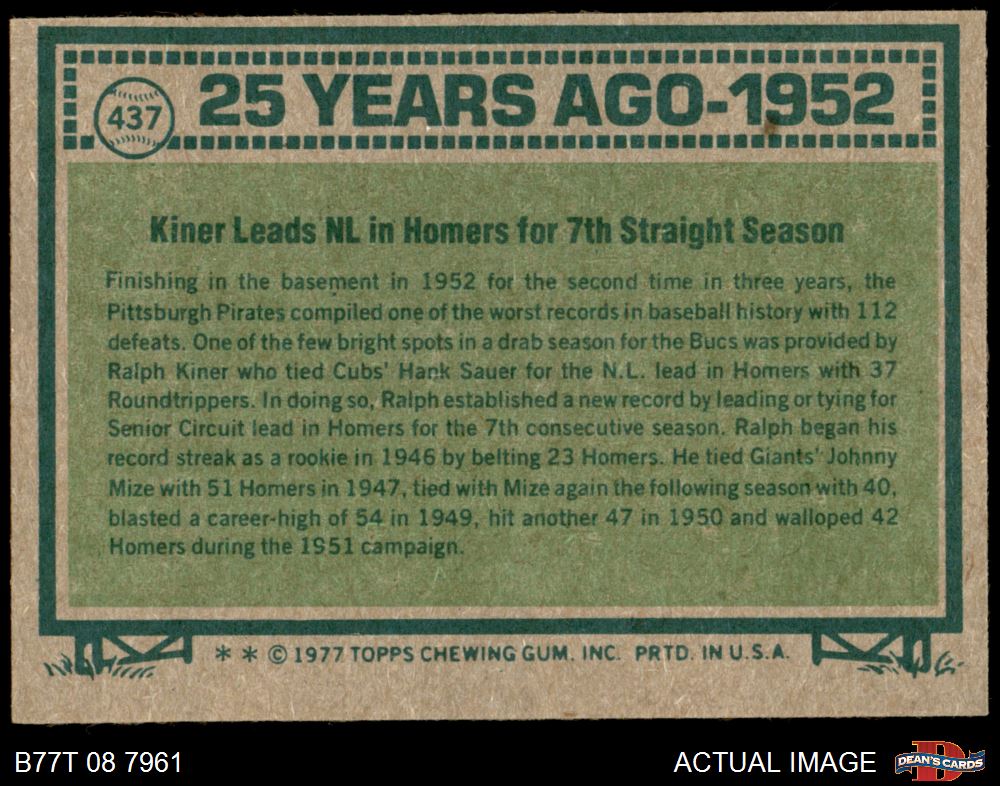 437
25 YEARS AGO-1952
Kiner Leads NL in Homers for 7th Straight Season
Finishing in the basement in 1952 for the second time in three years, the
Pittsburgh Pirates compiled one of the worst records in baseball history with 112
defeats. One of the few bright spots in a drab season for the Bucs was provided by
Ralph Kiner who tied Cubs' Hank Sauer for the N.L. lead in Homers with 37
Roundtrippers. In doing so, Ralph established a new record by leading or tying for
Senior Circuit lead in Homers for the 7th consecutive season. Ralph began his
record streak as a rookie in 1946 by belting 23 Homers. He tied Giants' Johnny
Mize with 51 Homers in 1947, tied with Mize again the following season with 40,
blasted a career-high of 54 in 1949, hit another 47 in 1950 and walloped 42
Homers during the 1951 campaign.
* * © 1977 TOPPS CHEWING GUM, INC. PRTD. IN U.S.A.
B77T 08 7961
ACTUAL IMAGE
D
DEAN'S CARDS